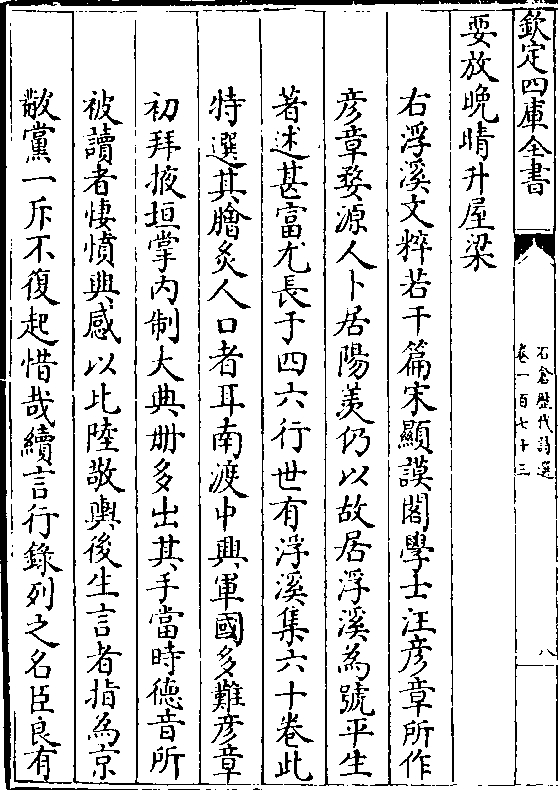 欽定四庫全書
石倉歷代詩選
卷一百七十三
八
要放晚晴升屋梁
右浮溪文粹若干篇宋顯謨閣學士汪彥章所作
彥章婺源人卜居陽羨仍以故居浮溪為號平生
著述甚富尤長于四六行世有浮溪集六十卷此
特選其膾炙人口者耳南渡中興軍國多難彥章
初拜掖垣掌内制大典册多出其手當時德音所
被讀者悽憤興感以比陸敬輿後生言者指為京
黻黨一斥不復起惜哉續言行錄列之名臣良有